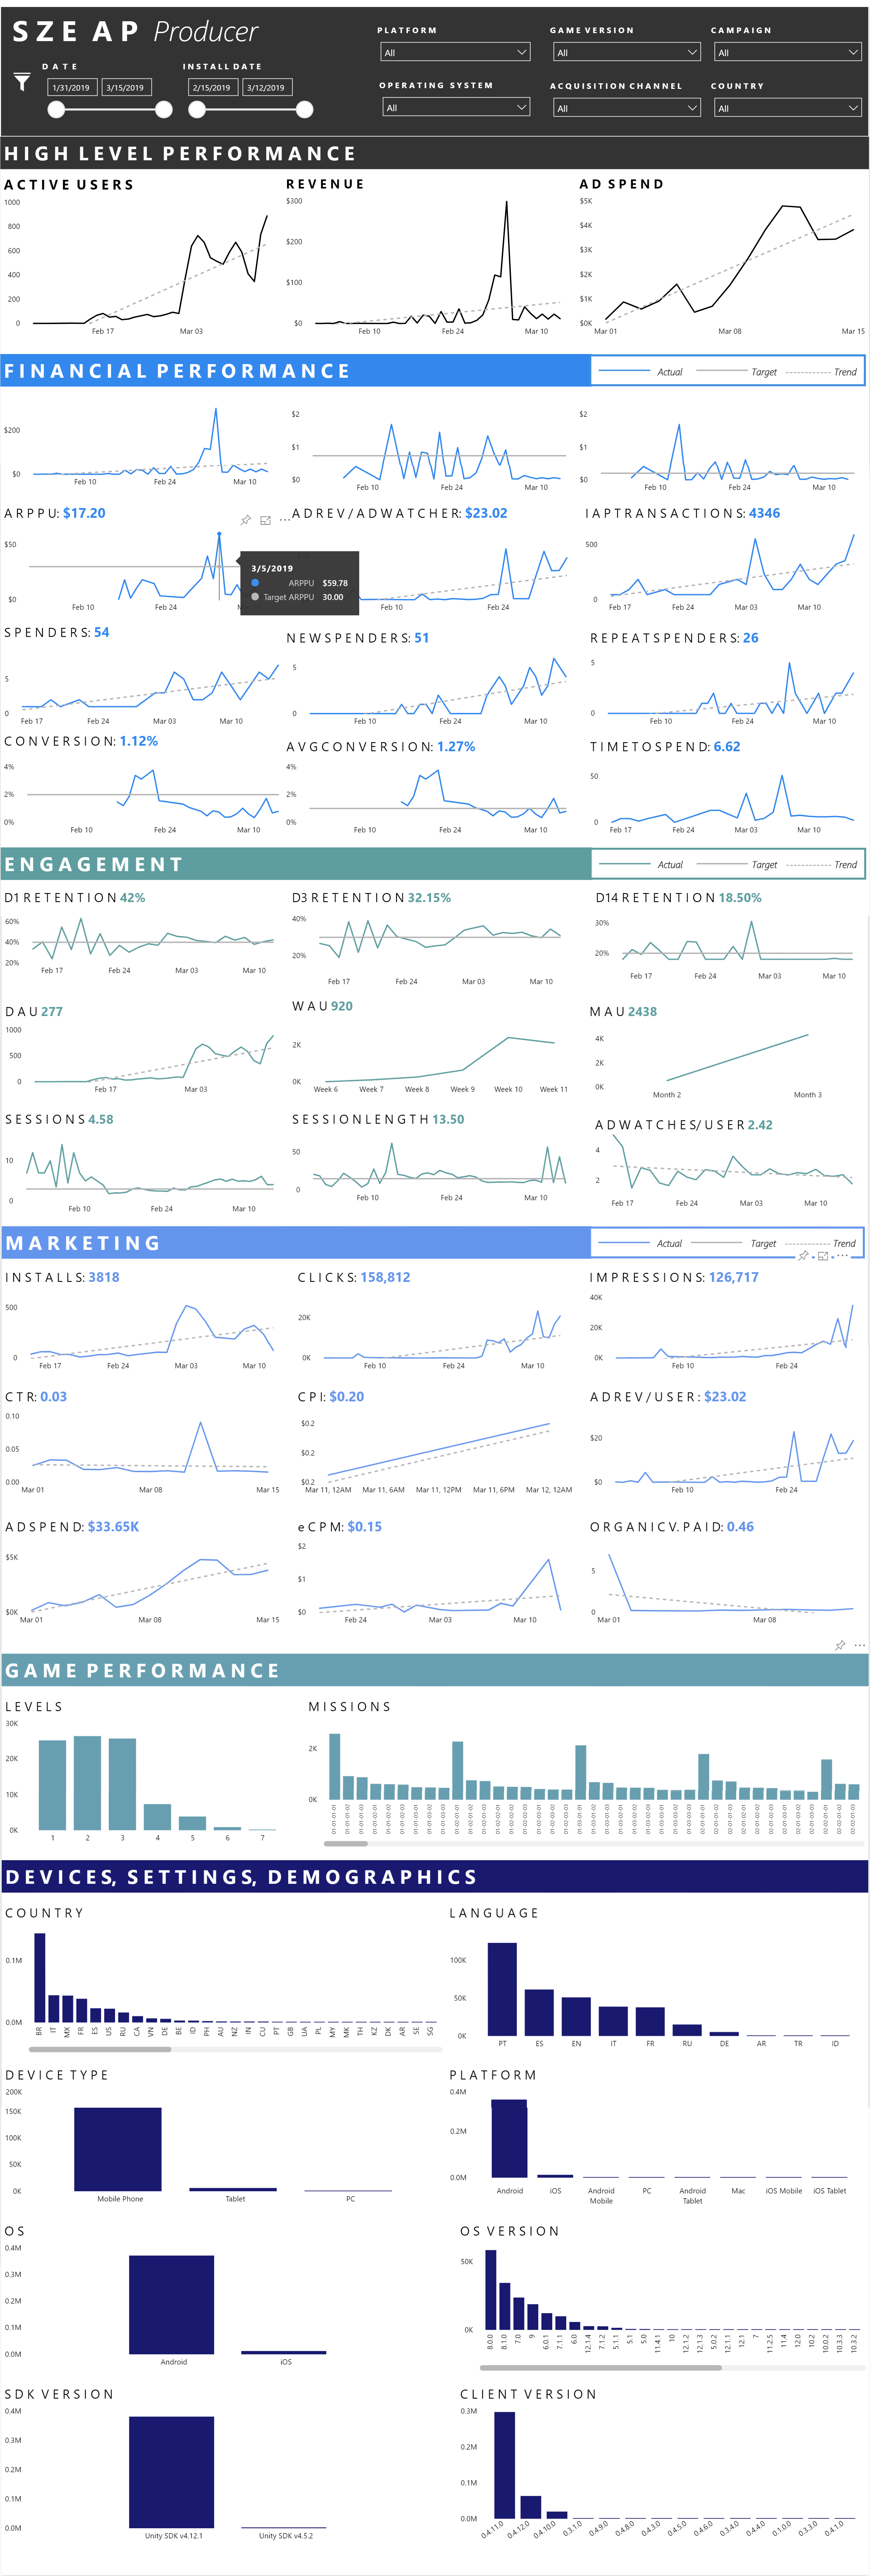 SZE AP Producer
PLATFORM GAME VERSION CAMPAIGN
All All All
DATE INSTALL DATE
1/31/2019 3/15/2019 2/15/2019 3/12/2019
OPERATING SYSTEM ACQUISITION CHANNEL COUNTRY
All All All
HIGH LEVEL PERFORMANCE
ACTIVE USERS
1000
800
600
400
200
0
Feb 17 Mar 03
REVENUE
$300
$200
$100
$0
Feb 10 Feb 24 Mar 10
AD SPEND
$5K
$4K
$3K
$2K
$1K
$0K
Mar 01 Mar 08 Mar 15
FINANCIAL PERFORMANCE
Actual Target Trend
$200
$0
Feb 10 Feb 24 Mar 10
$2
$1
$0
Feb 10 Feb 24 Mar 10
$2
$1
$0
Feb 10 Feb 24 Mar 10
ARPPU: $17.20
$50
$0
Feb 10 Feb 24
3/5/2019
ARPPU $59.78
Target ARPPU 30.00
ADREV/ADWATCHER: $23.02
Feb 10 Feb 24
IAPTRANSACTIONS: 4346
500
0
Feb 17 Feb 24 Mar 03 Mar 10
SPENDERS: 54
5
0
Feb 17 Feb 24 Mar 03 Mar 10
NEWSPENDERS: 51
5
0
Feb 10 Feb 24 Mar 10
REPEATSPENDERS: 26
5
0
Feb 10 Feb 24 Mar 10
CONVERSION: 1.12%
4%
2%
0%
Feb 10 Feb 24 Mar 10
AVGCONVERSION: 1.27%
4%
2%
0%
Feb 10 Feb 24 Mar 10
TIMETOSPEND: 6.62
50
0
Feb 17 Feb 24 Mar 03 Mar 10
ENGAGEMENT
Actual Target Trend
D1 RETENTION 42%
60%
40%
20%
Feb 17 Feb 24 Mar 03 Mar 10
D3 RETENTION 32.15%
40%
20%
Feb 17 Feb 24 Mar 03 Mar 10
D14 RETENTION 18.50%
30%
20%
Feb 17 Feb 24 Mar 03 Mar 10
DAU 277
1000
500
0
Feb 17 Mar 03
WAU 920
2K
0K
Week 6 Week 7 Week 8 Week 9 Week 10 Week 11
MAU 2438
4K
2K
0K
Month 2 Month 3
SESSIONS 4.58
10
0
Feb 10 Feb 24 Mar 10
SESSIONLENGTH 13.50
50
0
Feb 10 Feb 24 Mar 10
ADWATCHES/USER 2.42
4
2
Feb 17 Feb 24 Mar 03 Mar 10
MARKETING
Actual Target Trend
INSTALLS: 3818
500
0
Feb 17 Feb 24 Mar 03 Mar 10
CLICKS: 158,812
20K
0K
Feb 10 Feb 24 Mar 10
IMPRESSIONS: 126,717
40K
20K
0K
Feb 10 Feb 24
CTR: 0.03
0.10
0.05
0.00
Mar 01 Mar 08 Mar 15
CPI: $0.20
$0.2
$0.2
$0.2
Mar 11, 12AM Mar 11, 6AM Mar 11, 12PM Mar 11, 6PM Mar 12, 12AM
ADREV/USER: $23.02
$20
$0
Feb 10 Feb 24
ADSPEND: $33.65K
$5K
$0K
Mar 01 Mar 08 Mar 15
eCPM: $0.15
$2
$1
$0
Feb 24 Mar 03 Mar 10
ORGANICV.PAID: 0.46
5
0
Mar 01 Mar 08
GAME PERFORMANCE
LEVELS
30K
20K
10K
0K
1 2 3 4 5 6 7
MISSIONS
2K
0K
DEVICES, SETTINGS, DEMOGRAPHICS
COUNTRY
0.1M
0.0M
BR IT MX FR ES US RU CA VN DE BE ID PH AU NZ IN CU PT GB UA PL MY MK TH KZ DK AR SE SG
LANGUAGE
100K
50K
0K
PT ES EN IT FR RU DE AR TR ID
DEVICE TYPE
200K
150K
100K
50K
0K
Mobile Phone Tablet PC
PLATFORM
0.4M
0.2M
0.0M
Android iOS Android Mobile PC Android Tablet Mac iOS Mobile iOS Tablet
OS
0.4M
0.3M
0.2M
0.1M
0.0M
Android iOS
OS VERSION
50K
0K
8.0.0 8.1.0 7.0 9 6.0.1 7.1.1 6.0 12.1.4 7.1.2 5.1.1 5.1 5.0 11.4.1 10 12.1.2 12.1.3 5.0.2 12.1.1 12.1 7 11.2.5 11.4 12.0 10.2 10.0.2 10.3.3 10.3.2
SDK VERSION
0.4M
0.3M
0.2M
0.1M
0.0M
Unity SDK v4.12.1 Unity SDK v4.5.2
CLIENT VERSION
0.3M
0.2M
0.1M
0.0M
0.4.11.0 0.4.12.0 0.4.10.0 0.3.1.0 0.4.9.0 0.4.8.0 0.4.3.0 0.4.5.0 0.4.6.0 0.3.4.0 0.4.4.0 0.1.0.0 0.3.3.0 0.4.1.0